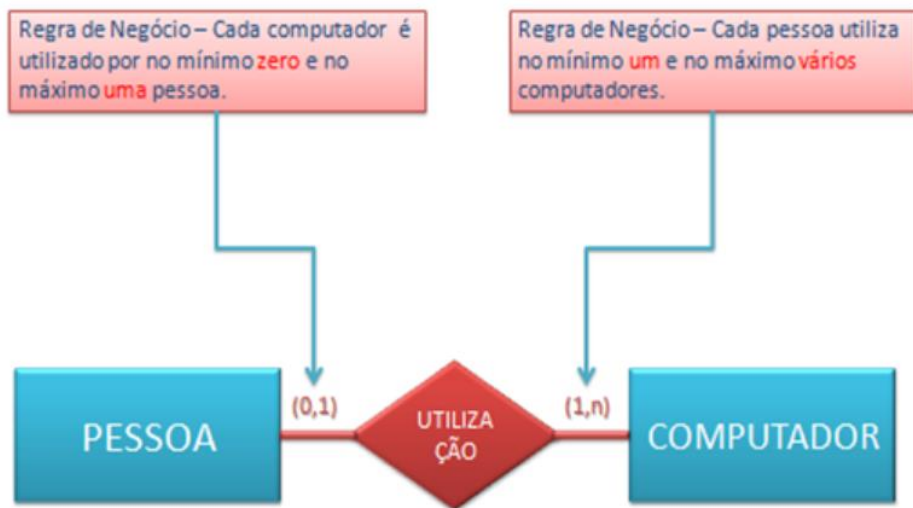 Regra de Negócio – Cada computador é
utilizado por no mínimo zero e no
máximo uma pessoa.
Regra de Negócio – Cada pessoa utiliza
no mínimo um e no máximo vários
computadores.
PESSOA
(0,1)
UTILIZA
ÇÃO
(1,n)
COMPUTADOR